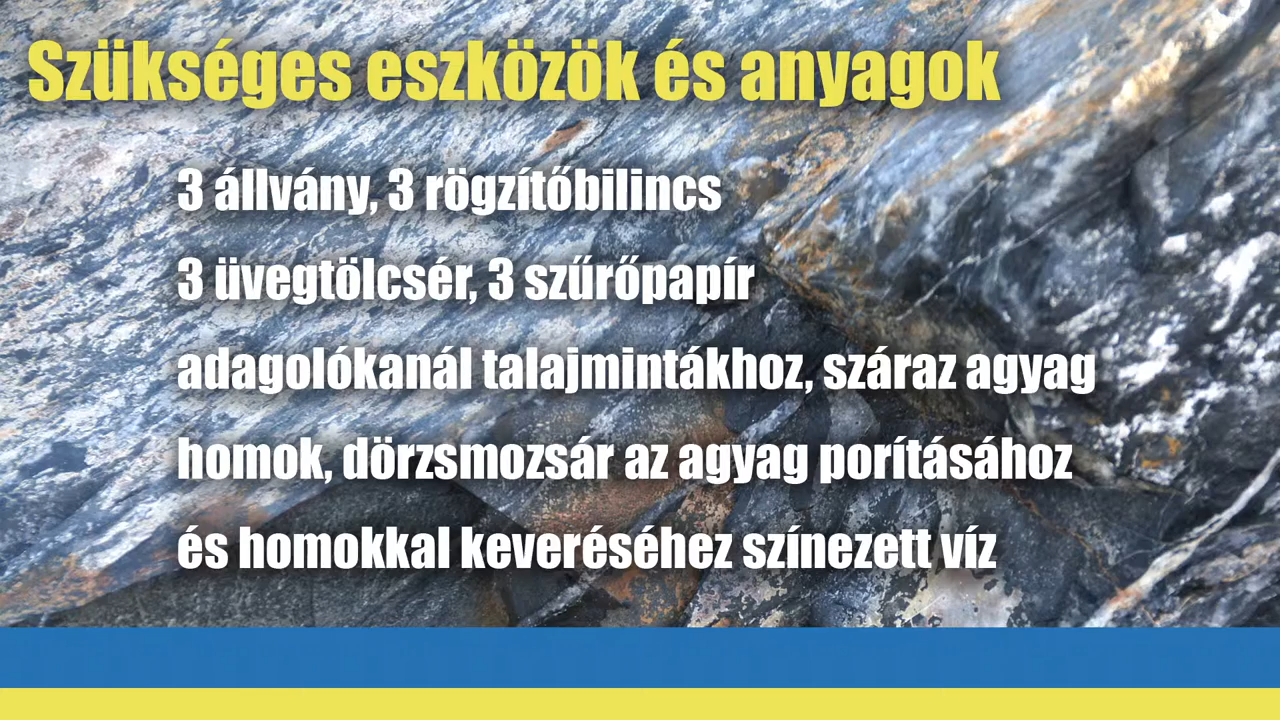 Szükséges eszközök és anyagok
3 állvány, 3 rögzítőbilincs
3 üvegtölcsér, 3 szűrőpapír
adagolókanál talajmintákhoz, száraz agyag
homok, dörzsmozsár az agyag porításához
és homokkal keveréséhez színezett víz